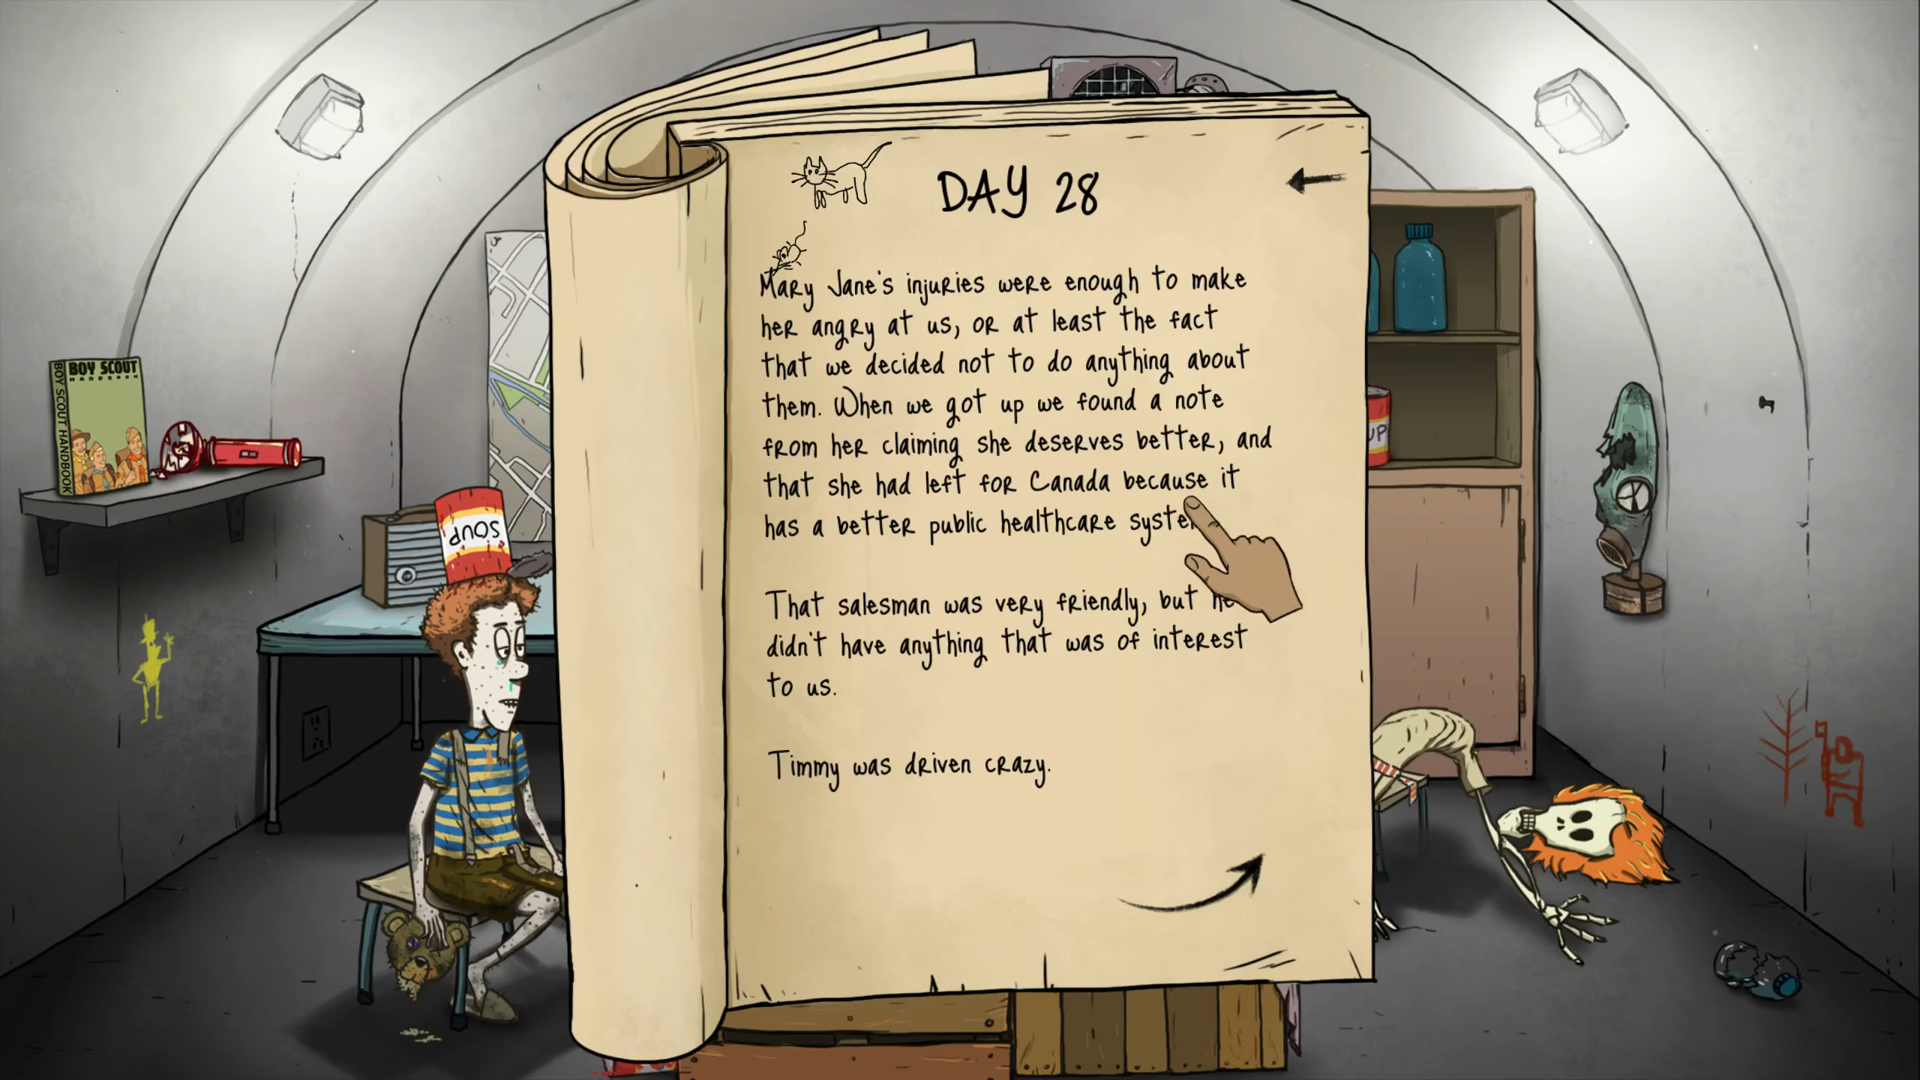 DAY 28
Mary Jane's injuries were enough to make
her angry at us, or at least the fact
that we decided not to do anything about
them. When we got up we found a note
from her claiming she deserves better, and
that she had left for Canada because it
has a better public healthcare
That salesman was very friendly, but he
didn't have anything that was of interest
to us.
Timmy was driven crazy.
BOY SCOUT
HANDBOOK
BOY SCOUT HANDBOOK
SOUP
UP